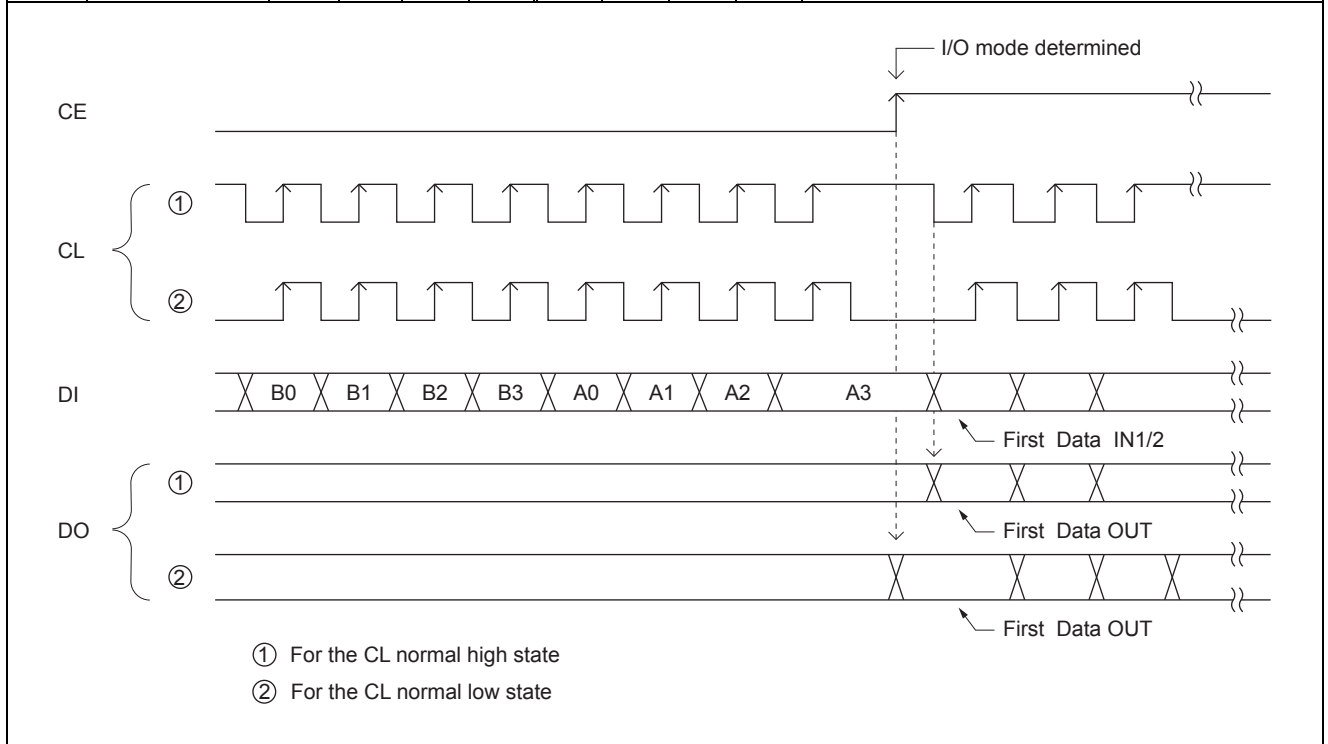 I/O mode determined
CE
CL
①
②
DI
B0 B1 B2 B3 A0 A1 A2 A3
First Data IN1/2
DO
①
First Data OUT
②
First Data OUT
① For the CL normal high state
② For the CL normal low state